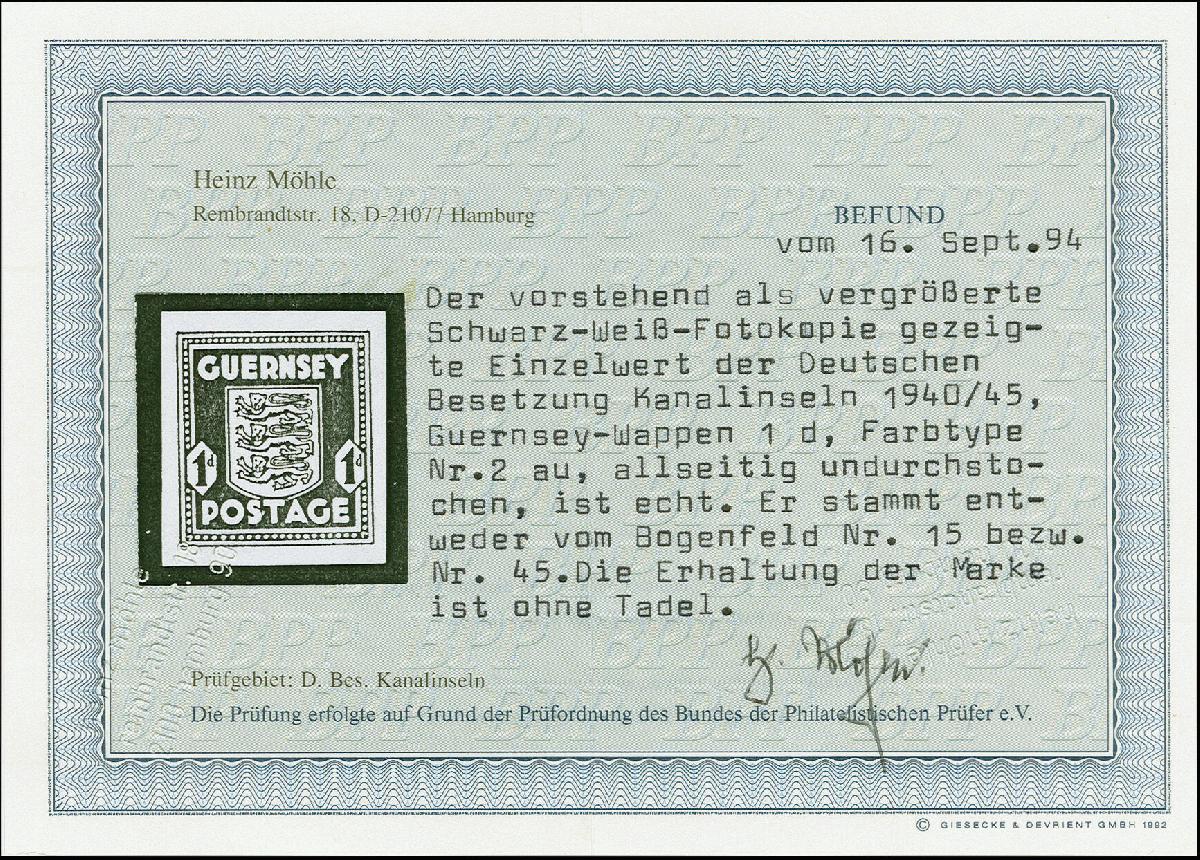 Heinz Möhle
Rembrandtstr. 18, D-21077 Hamburg
BEFUND
vom 16. Sept.94
Der vorstehend als vergrößerte
Schwarz-Weiß-Fotokopie gezeig-
te Einzelwert der Deutschen
Besetzung Kanalinseln 1940/45,
Guernsey-Wappen 1 d, Farbtype
Nr.2 au, allseitig undurchsto-
chen, ist echt. Er stammt ent-
weder vom Bogenfeld Nr. 15 bezw.
Nr. 45.Die Erhaltung der Marke
ist ohne Tadel.
GUERNSEY
1d 1d
POSTAGE
Prüfgebiet: D. Bes. Kanalinseln
Die Prüfung erfolgte auf Grund der Prüfordnung des Bundes der Philatelistischen Prüfer e.V.
© GIESECKE & DEVRIENT GMBH 1992
BPP